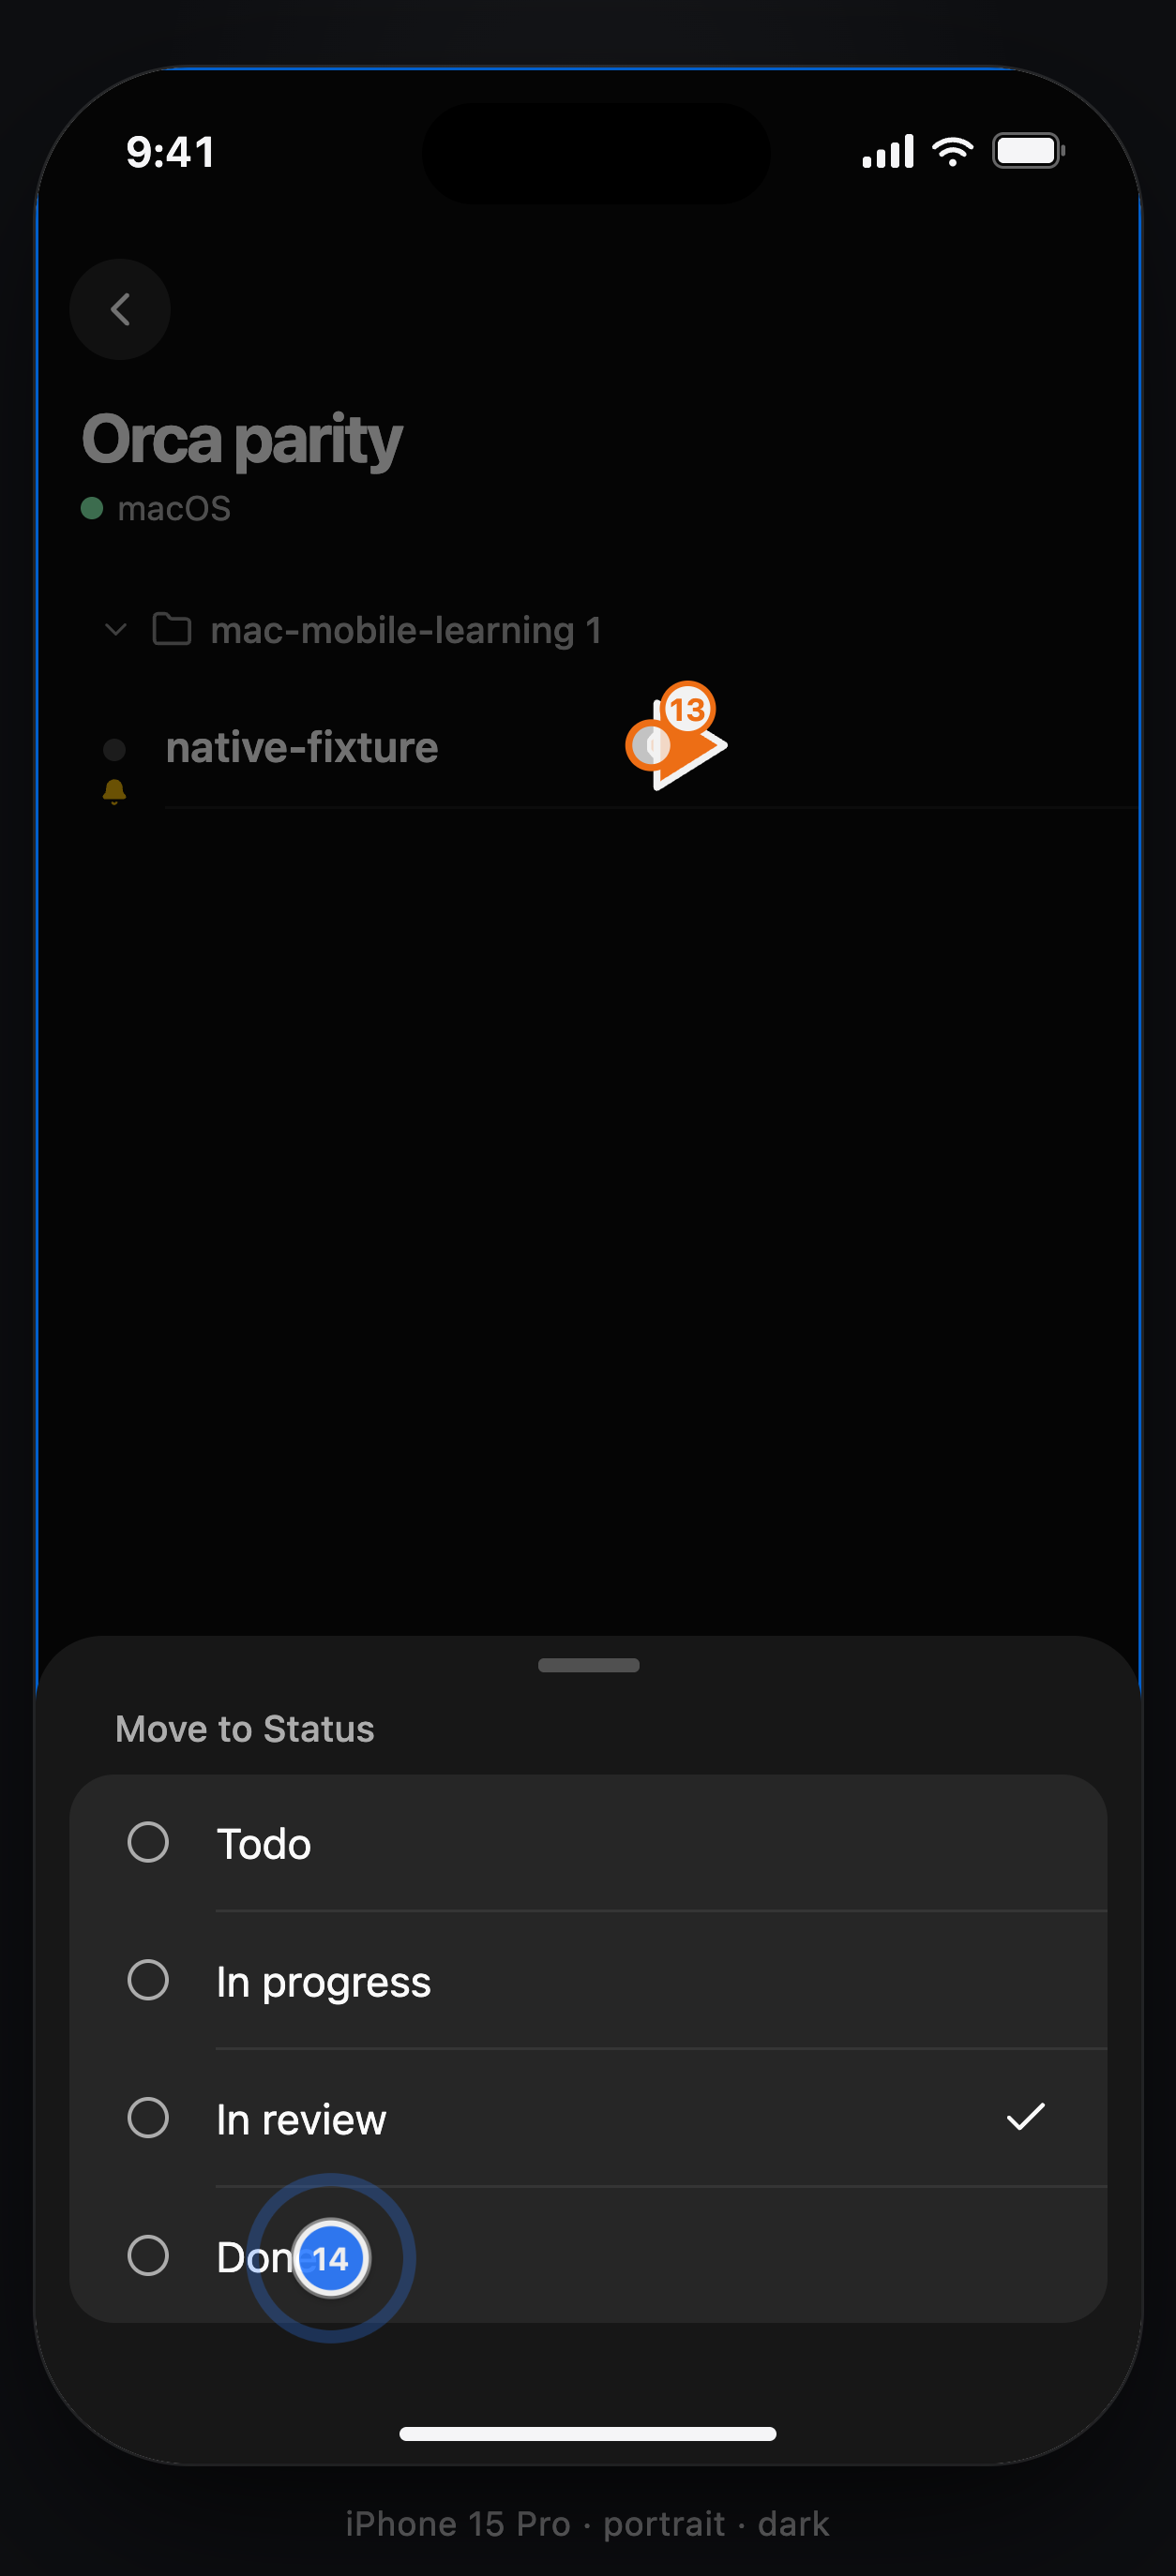 9:41
Orca parity
macOS
mac-mobile-learning 1
13
native-fixture
Move to Status
Todo
In progress
In review
Done
14
iPhone 15 Pro · portrait · dark